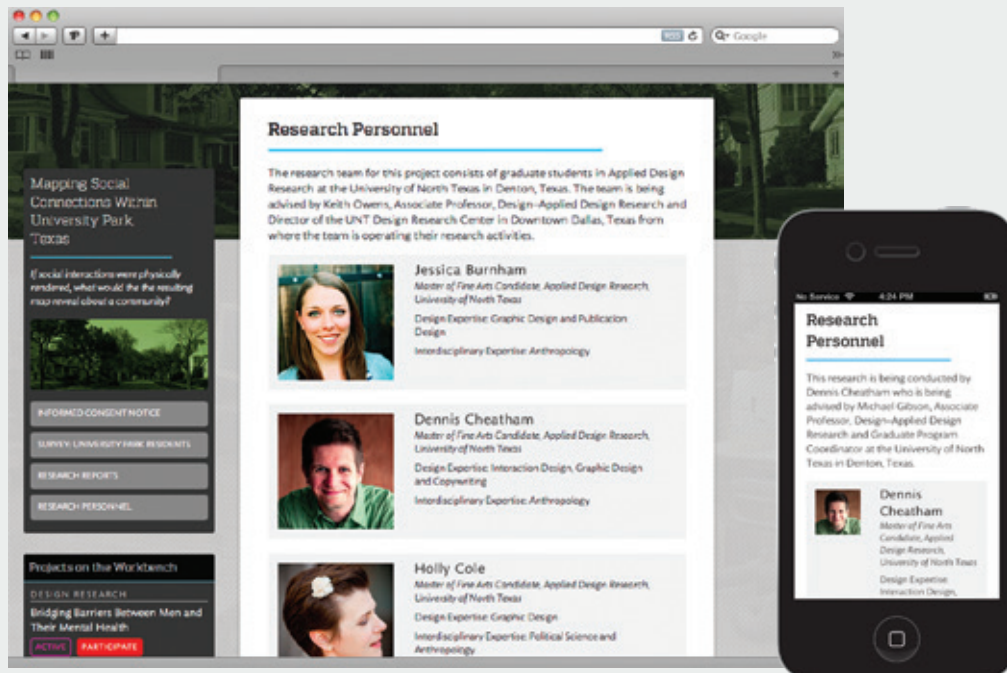 RSS
Google
Mapping Social
Connections Within
University Park,
Texas
If social interactions were physically
rendered, what would the the resulting
map reveal about a community?
INFORMED CONSENT NOTICE
SURVEY: UNIVERSITY PARK RESIDENTS
RESEARCH REPORTS
RESEARCH PERSONNEL
Projects on the Workbench
DESIGN RESEARCH
Bridging Barriers Between Men and
Their Mental Health
ACTIVE PARTICIPATE
Research Personnel
The research team for this project consists of graduate students in Applied Design
Research at the University of North Texas in Denton, Texas. The team is being
advised by Keith Owens, Associate Professor, Design–Applied Design Research and
Director of the UNT Design Research Center in Downtown Dallas, Texas from
where the team is operating their research activities.
Jessica Burnham
Master of Fine Arts Candidate, Applied Design Research,
University of North Texas
Design Expertise: Graphic Design and Publication
Design
Interdisciplinary Expertise: Anthropology
Dennis Cheatham
Master of Fine Arts Candidate, Applied Design Research,
University of North Texas
Design Expertise: Interaction Design, Graphic Design
and Copywriting
Interdisciplinary Expertise: Anthropology
Holly Cole
Master of Fine Arts Candidate, Applied Design Research,
University of North Texas
Design Expertise: Graphic Design
Interdisciplinary Expertise: Political Science and
Anthropology
No Service 4:24 PM
Research
Personnel
This research is being conducted by
Dennis Cheatham who is being
advised by Michael Gibson, Associate
Professor, Design–Applied Design
Research and Graduate Program
Coordinator at the University of North
Texas in Denton, Texas.
Dennis
Cheatham
Master of Fine Arts
Candidate, Applied
Design Research,
University of North Texas
Design Expertise:
Interaction Design,